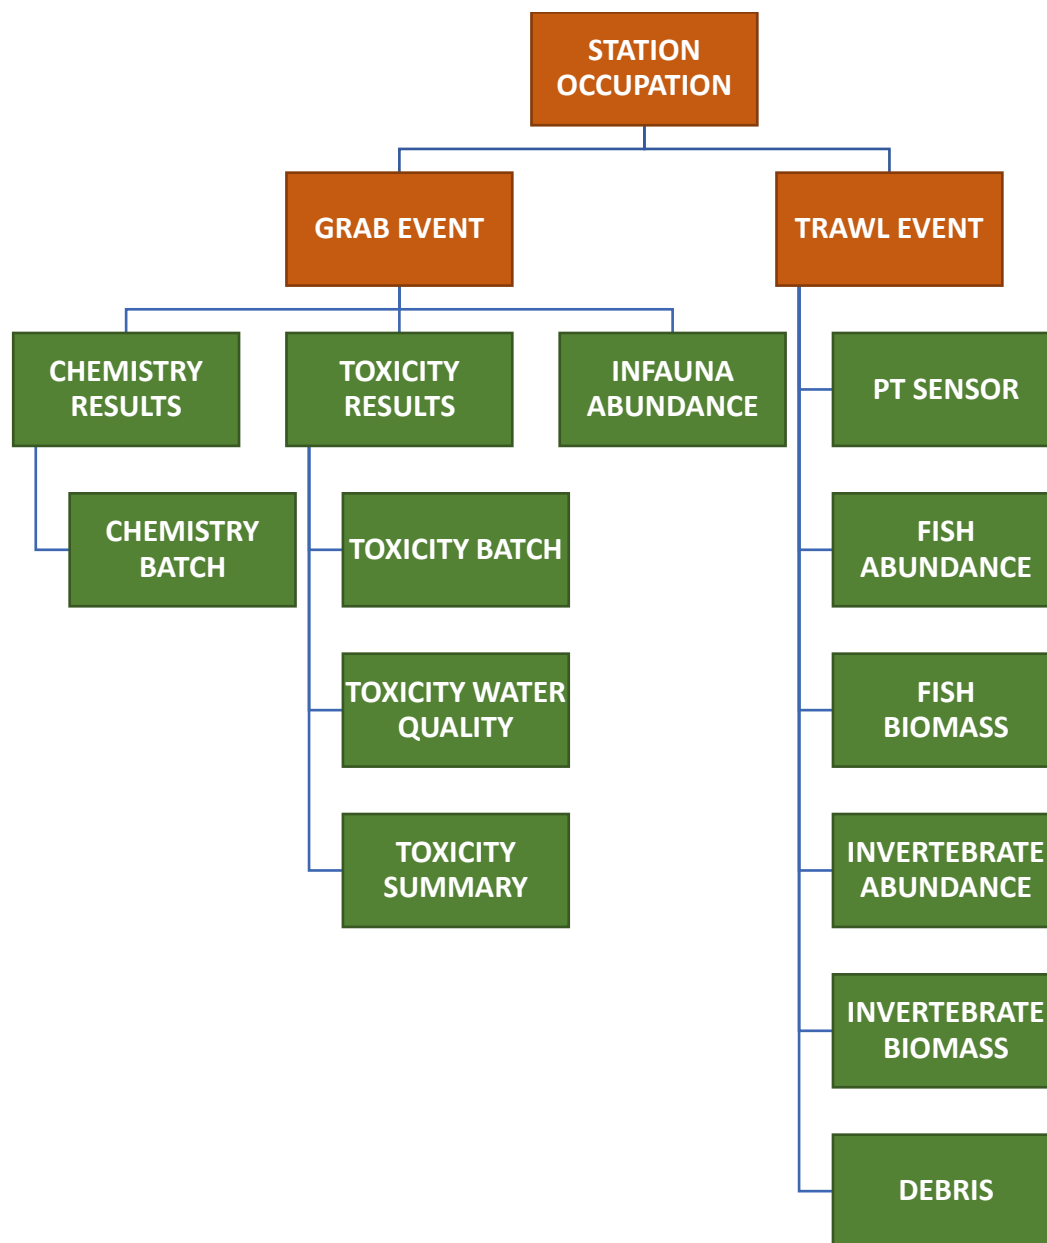 STATION
OCCUPATION
GRAB EVENT
TRAWL EVENT
CHEMISTRY
RESULTS
TOXICITY
RESULTS
INFAUNA
ABUNDANCE
PT SENSOR
CHEMISTRY
BATCH
TOXICITY BATCH
FISH
ABUNDANCE
TOXICITY WATER
QUALITY
FISH
BIOMASS
TOXICITY
SUMMARY
INVERTEBRATE
ABUNDANCE
INVERTEBRATE
BIOMASS
DEBRIS